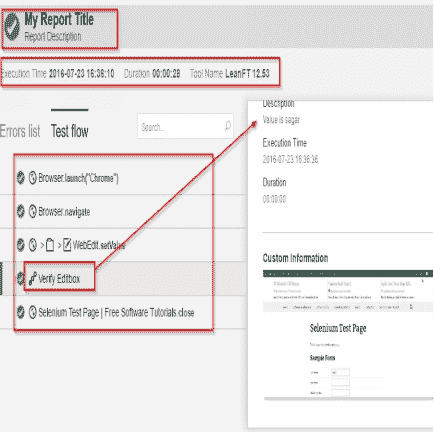 My Report Title
Report Description
Execution Time 2016-07-23 16:36:10 Duration 00:00:28 Tool Name LeanFT 12.53
Errors list Test flow
Search...
Browser.launch("Chrome")
Browser.navigate
> > WebEdit.setValue
Verify Editbox
Selenium Test Page | Free Software Tutorials.close
Description
Value is sagar
Execution Time
2016-07-23 16:36:36
Duration
00:00:00
Custom Information
Selenium Test Page
Sample Form